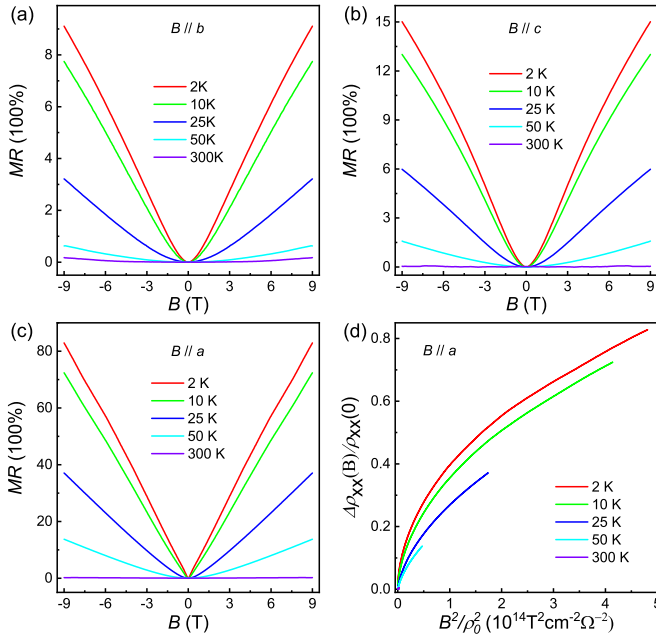 (a)
B // b
MR (100%)
8
6
4
2
0
2K
10K
25K
50K
300K
-9 -6 -3 0 3 6 9
B (T)
(b)
B // c
MR (100%)
15
12
9
6
3
0
2 K
10 K
25 K
50 K
300 K
-9 -6 -3 0 3 6 9
B (T)
(c)
B // a
MR (100%)
80
60
40
20
0
2 K
10 K
25 K
50 K
300 K
-9 -6 -3 0 3 6 9
B (T)
(d)
B // a
Δρxx(B)/ρxx(0)
0.8
0.6
0.4
0.2
0.0
2 K
10 K
25 K
50 K
300 K
0 1 2 3 4 5
B²/ρ₀² (10¹⁴T²cm⁻²Ω⁻²)